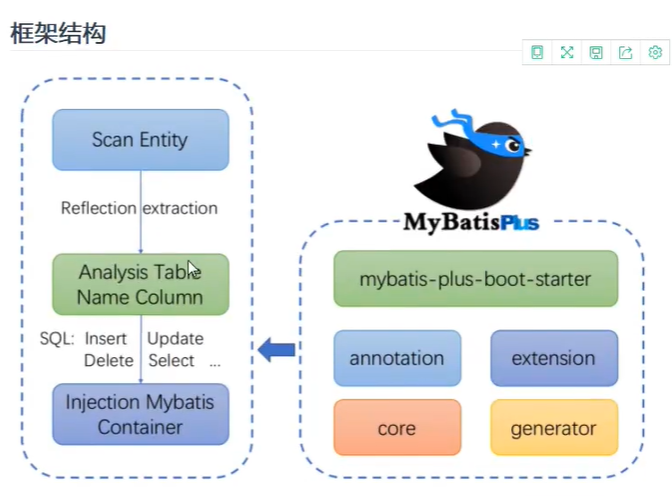 框架结构
Scan Entity
Reflection extraction
Analysis Table
Name Column
SQL: Insert Update
Delete Select ...
Injection Mybatis
Container
MyBatisPlus
mybatis-plus-boot-starter
annotation extension
core generator